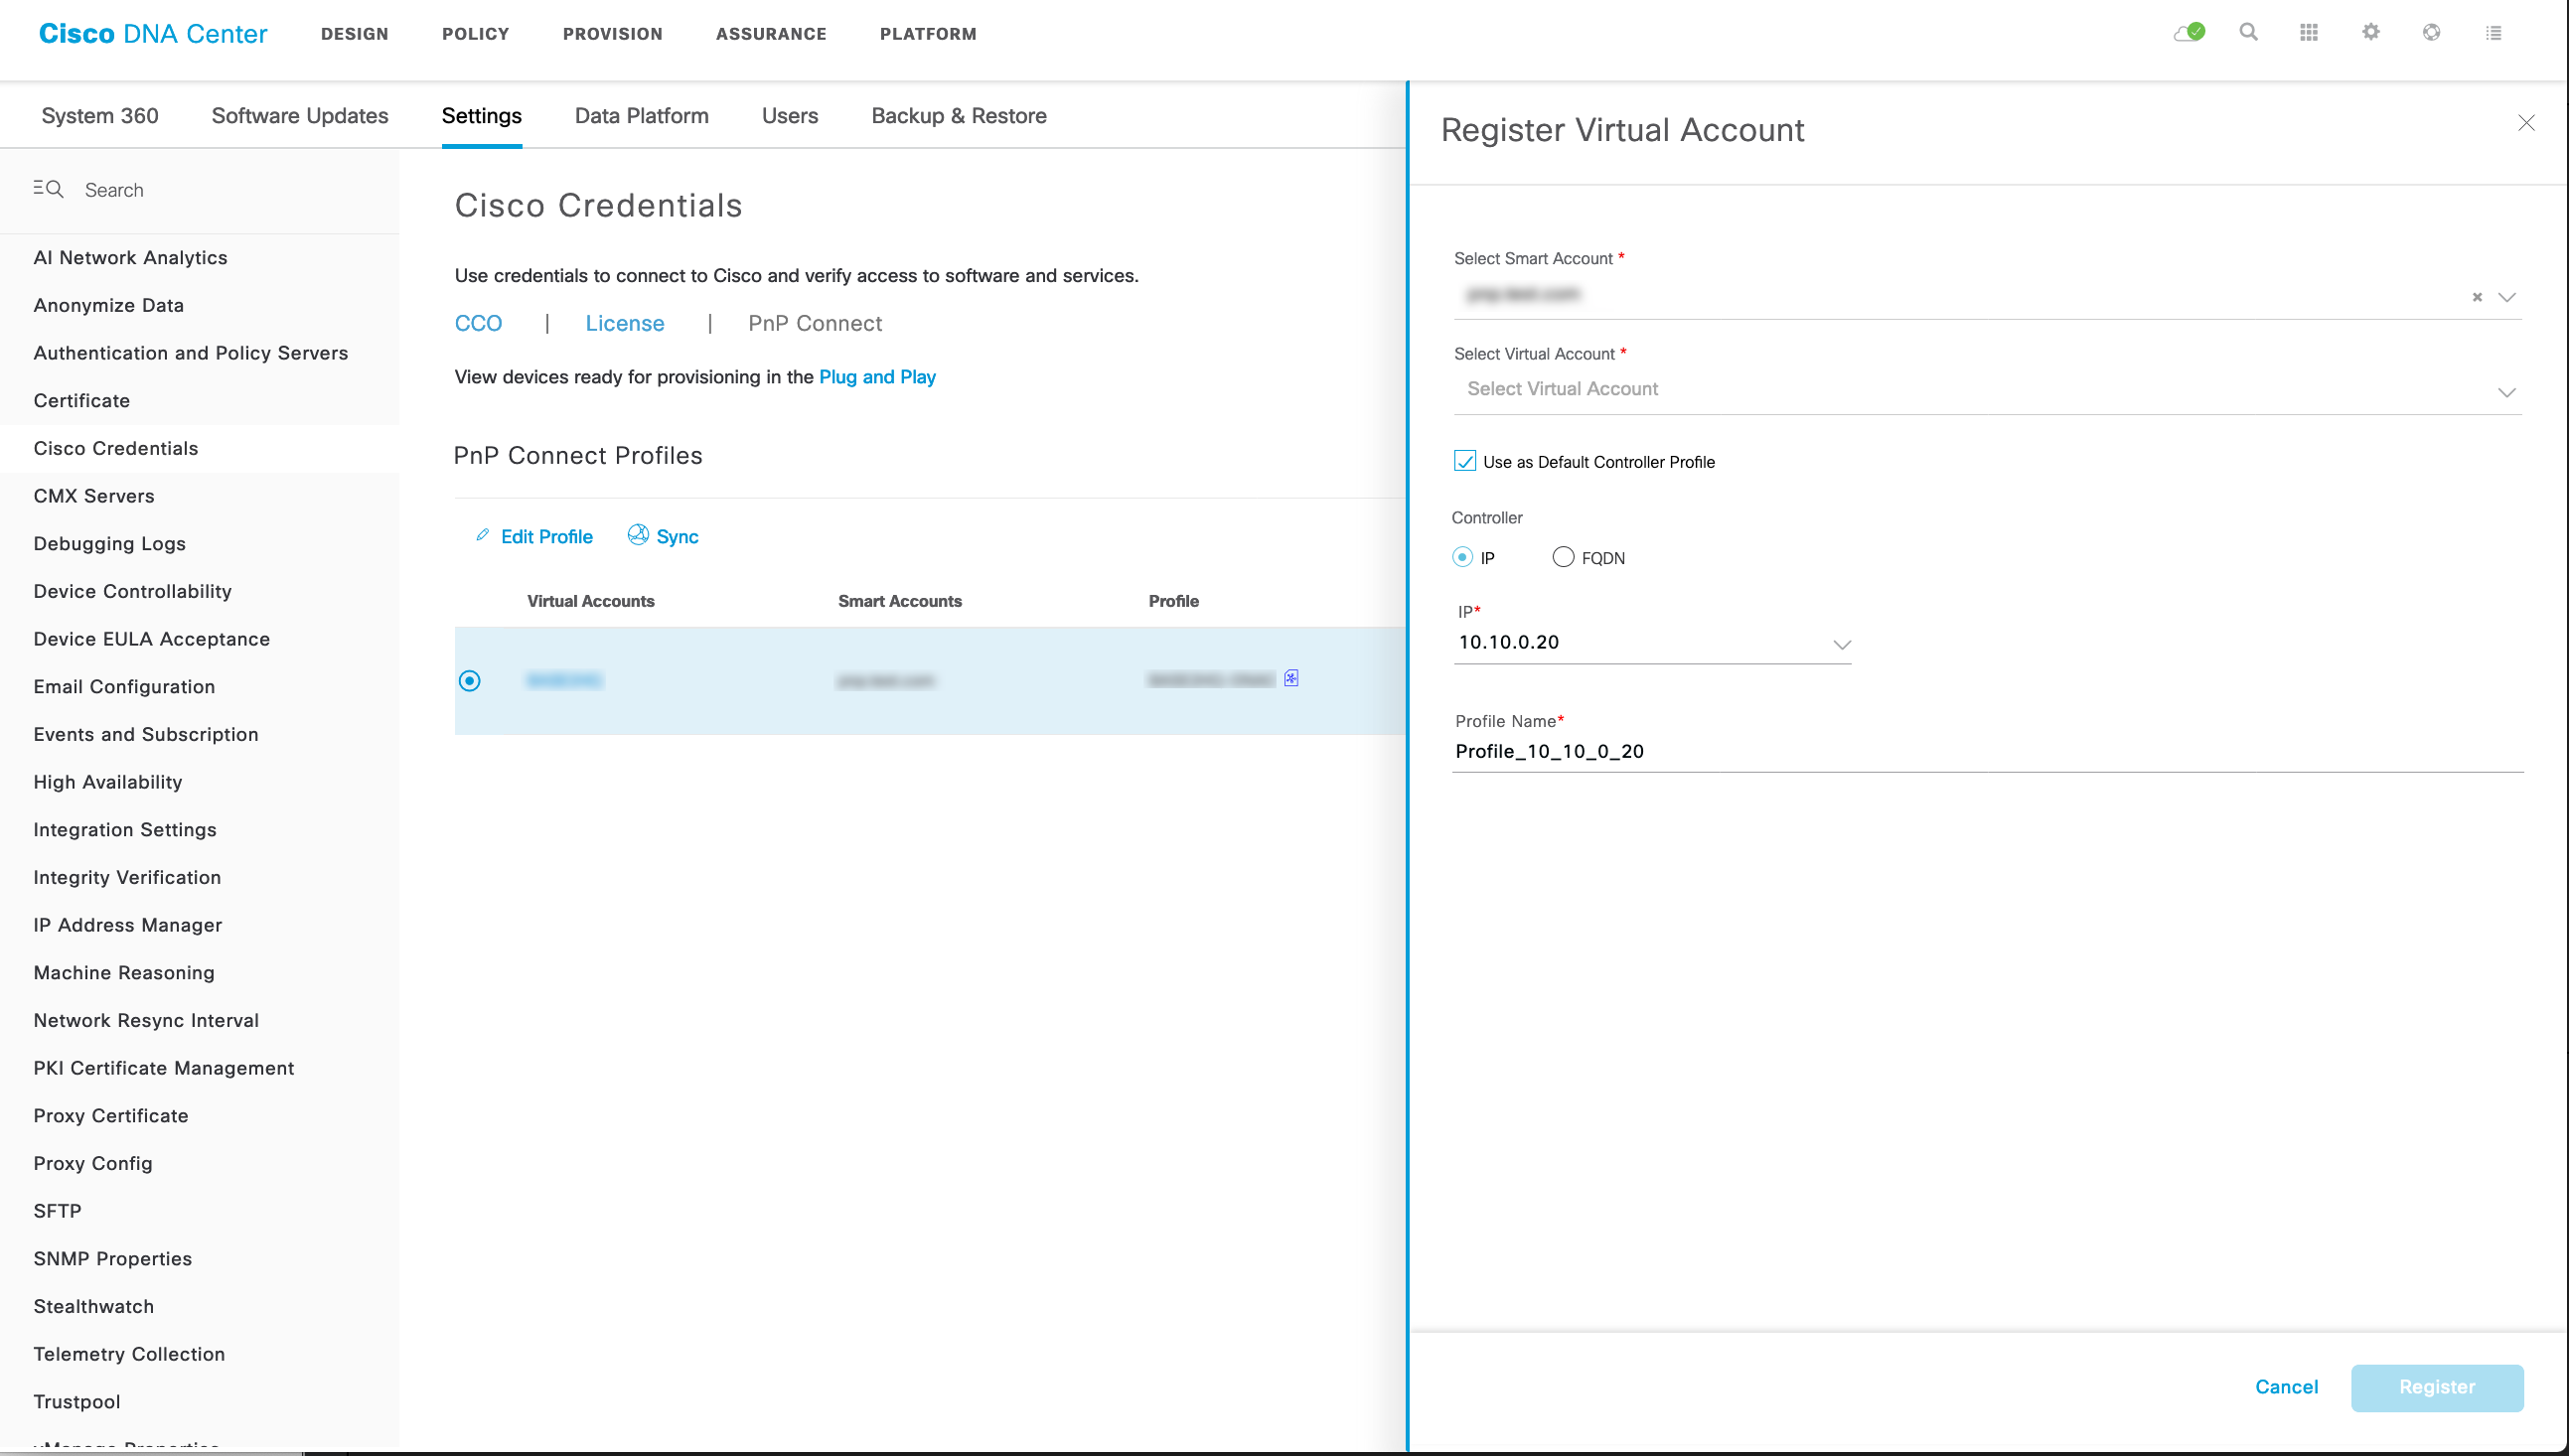 Cisco DNA Center
DESIGN
POLICY
PROVISION
ASSURANCE
PLATFORM
System 360
Software Updates
Settings
Data Platform
Users
Backup & Restore
Search
AI Network Analytics
Anonymize Data
Authentication and Policy Servers
Certificate
Cisco Credentials
CMX Servers
Debugging Logs
Device Controllability
Device EULA Acceptance
Email Configuration
Events and Subscription
High Availability
Integration Settings
Integrity Verification
IP Address Manager
Machine Reasoning
Network Resync Interval
PKI Certificate Management
Proxy Certificate
Proxy Config
SFTP
SNMP Properties
Stealthwatch
Telemetry Collection
Trustpool
Cisco Credentials
Use credentials to connect to Cisco and verify access to software and services.
CCO | License | PnP Connect
View devices ready for provisioning in the Plug and Play
PnP Connect Profiles
Edit Profile
Sync
Virtual Accounts
Smart Accounts
Profile
Register Virtual Account
Select Smart Account *
Select Virtual Account *
Select Virtual Account
Use as Default Controller Profile
Controller
IP
FQDN
IP*
10.10.0.20
Profile Name*
Profile_10_10_0_20
Cancel
Register